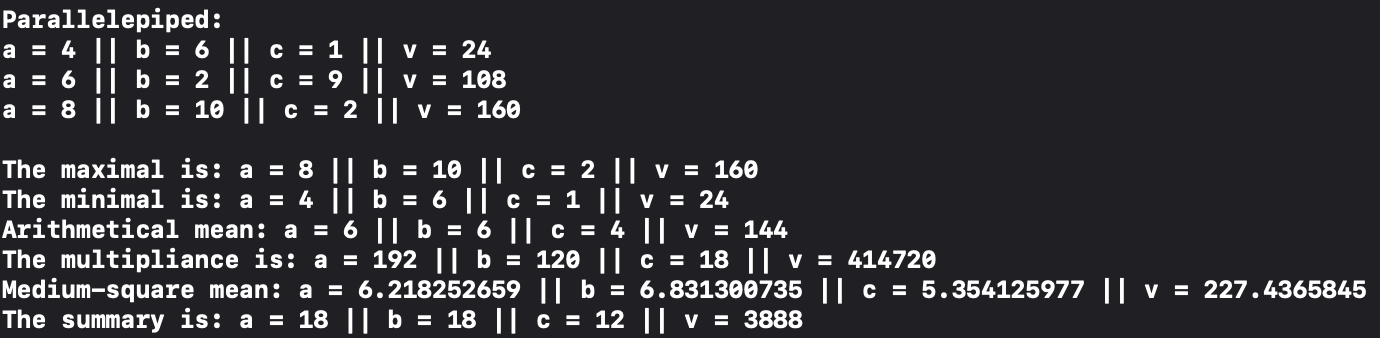 Parallelepiped:
a = 4 || b = 6 || c = 1 || v = 24
a = 6 || b = 2 || c = 9 || v = 108
a = 8 || b = 10 || c = 2 || v = 160
The maximal is: a = 8 || b = 10 || c = 2 || v = 160
The minimal is: a = 4 || b = 6 || c = 1 || v = 24
Arithmetical mean: a = 6 || b = 6 || c = 4 || v = 144
The multipliance is: a = 192 || b = 120 || c = 18 || v = 414720
Medium-square mean: a = 6.218252659 || b = 6.831300735 || c = 5.354125977 || v = 227.4365845
The summary is: a = 18 || b = 18 || c = 12 || v = 3888